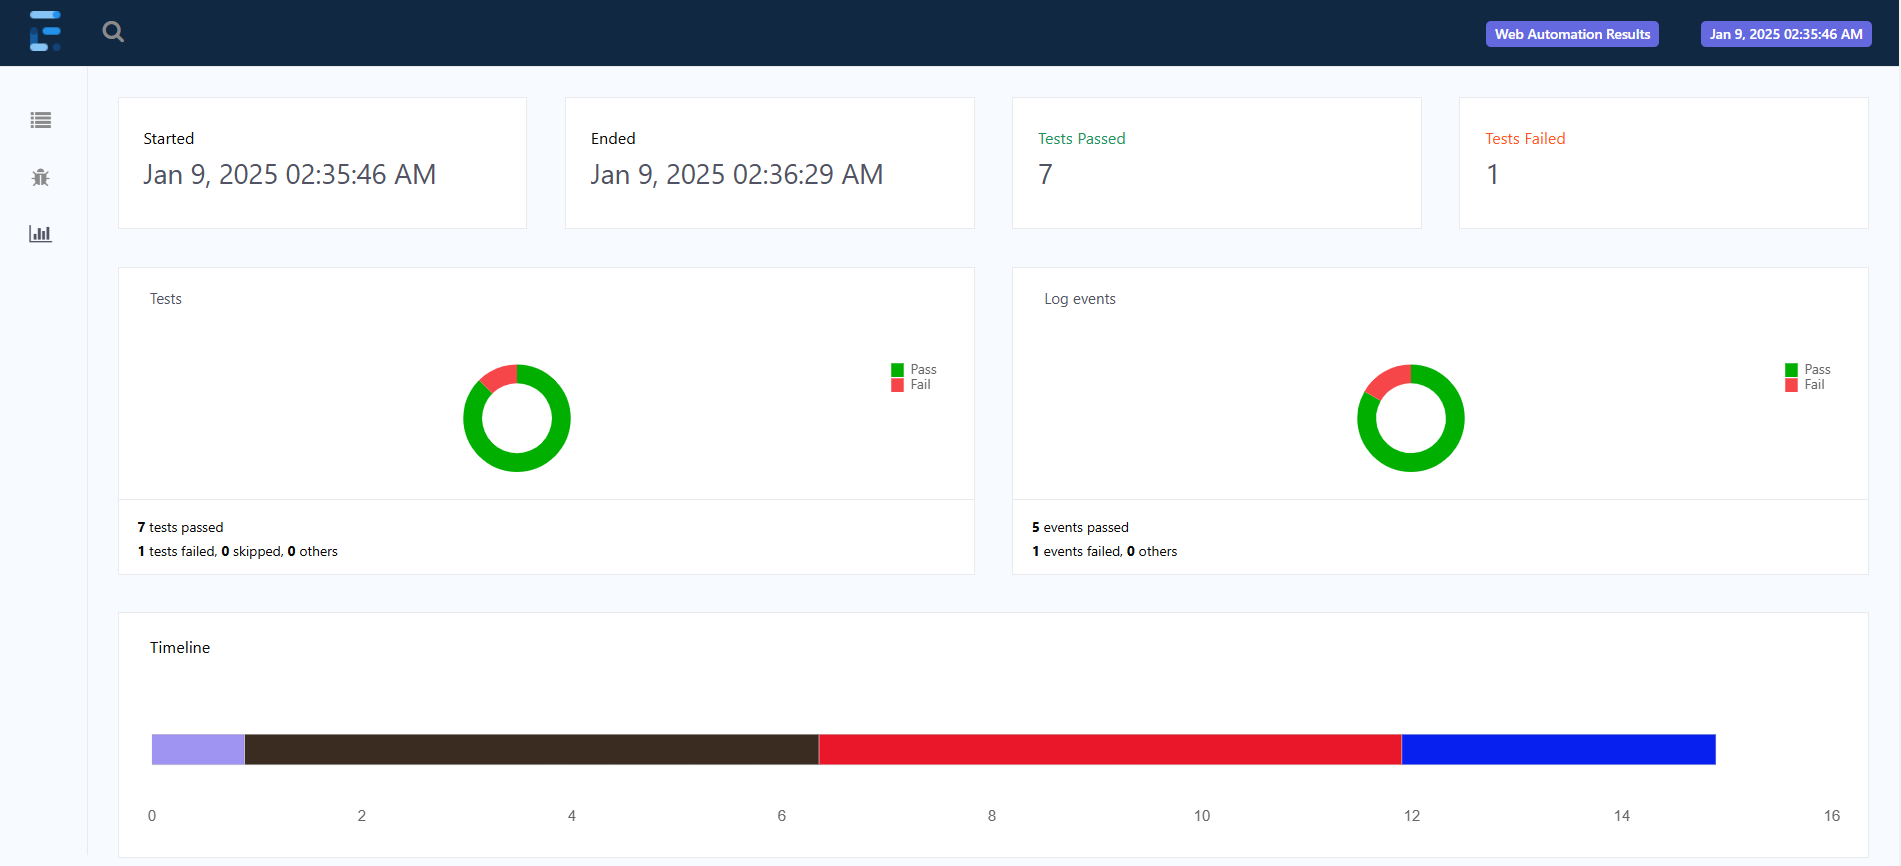 Web Automation Results
Jan 9, 2025 02:35:46 AM
Started
Jan 9, 2025 02:35:46 AM
Ended
Jan 9, 2025 02:36:29 AM
Tests Passed
7
Tests Failed
1
Tests
Pass
Fail
7 tests passed
1 tests failed, 0 skipped, 0 others
Log events
Pass
Fail
5 events passed
1 events failed, 0 others
Timeline
0 2 4 6 8 10 12 14 16